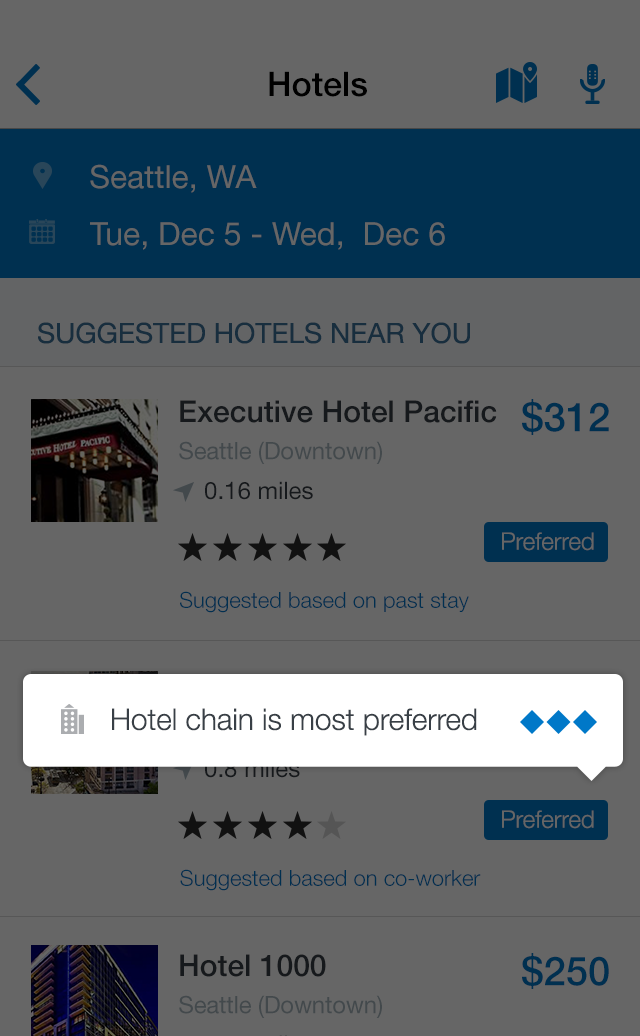 Hotels
Seattle, WA
Tue, Dec 5 - Wed, Dec 6
SUGGESTED HOTELS NEAR YOU
EXECUTIVE HOTEL PACIFIC
Executive Hotel Pacific
$312
Seattle (Downtown)
0.16 miles
Preferred
Suggested based on past stay
Hotel chain is most preferred
0.8 miles
Preferred
Suggested based on co-worker
Hotel 1000
$250
Seattle (Downtown)